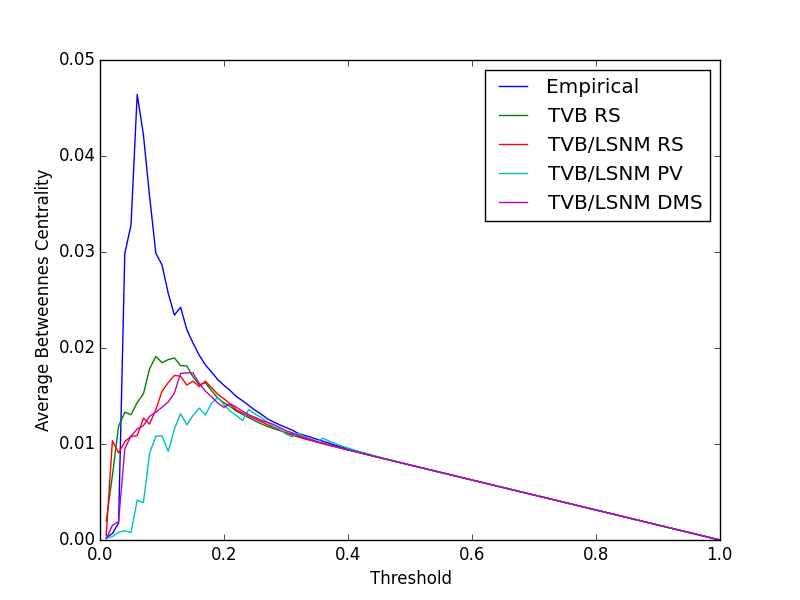 0.05
0.04
0.03
0.02
0.01
0.00
Average Betweennes Centrality
0.0 0.2 0.4 0.6 0.8 1.0
Threshold
Empirical
TVB RS
TVB/LSNM RS
TVB/LSNM PV
TVB/LSNM DMS